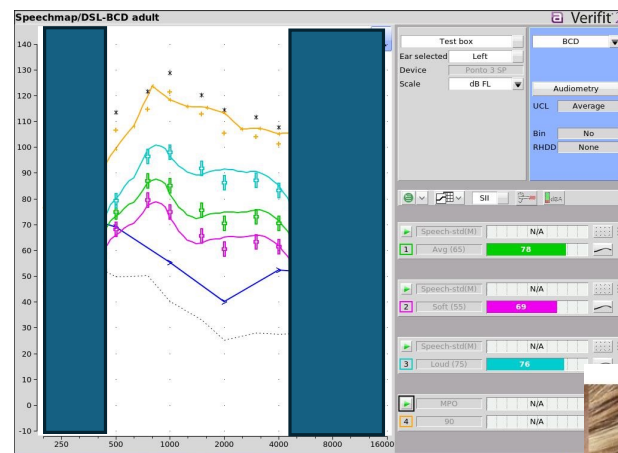 Speechmap/DSL-BCD adult
a Verifit
Test box
Ear selected Left
Device Ponto 3 SP
Scale dB FL
BCD
Audiometry
UCL Average
Bin No
RHDD None
140
130
120
110
100
90
80
70
60
50
40
30
20
10
0
-10
250 500 1000 2000 4000 8000 16000
SII
Speech-std(M) N/A
1 Avg (65) 78
Speech-std(M) N/A
2 Soft (55) 69
Speech-std(M) N/A
3 Loud (75) 76
MPO N/A
4 90